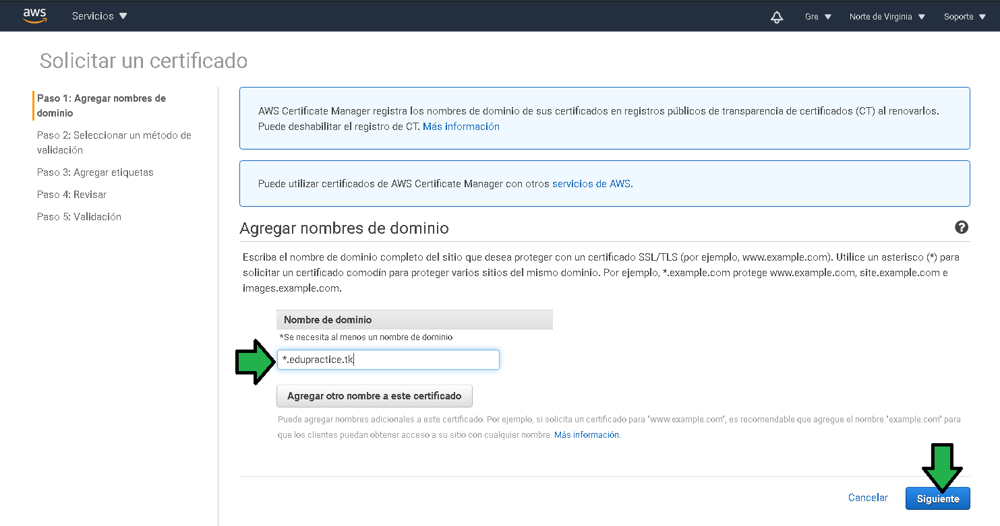 aws
Servicios
Gre
Norte de Virginia
Soporte
Solicitar un certificado
Paso 1: Agregar nombres de
dominio
Paso 2: Seleccionar un método de
validación
Paso 3: Agregar etiquetas
Paso 4: Revisar
Paso 5: Validación
AWS Certificate Manager registra los nombres de dominio de sus certificados en registros públicos de transparencia de certificados (CT) al renovarlos.
Puede deshabilitar el registro de CT. Más información
Puede utilizar certificados de AWS Certificate Manager con otros servicios de AWS.
Agregar nombres de dominio
?
Escriba el nombre de dominio completo del sitio que desea proteger con un certificado SSL/TLS (por ejemplo, www.example.com). Utilice un asterisco (*) para
solicitar un certificado comodín para proteger varios sitios del mismo dominio. Por ejemplo, *.example.com protege www.example.com, site.example.com e
images.example.com.
Nombre de dominio
*Se necesita al menos un nombre de dominio
*.edupractice.tk
Agregar otro nombre a este certificado
Puede agregar nombres adicionales a este certificado. Por ejemplo, si solicita un certificado para "www.example.com", es recomendable que agregue el nombre "example.com" para
que los clientes puedan obtener acceso a su sitio con cualquier nombre. Más información.
Cancelar
Siguiente